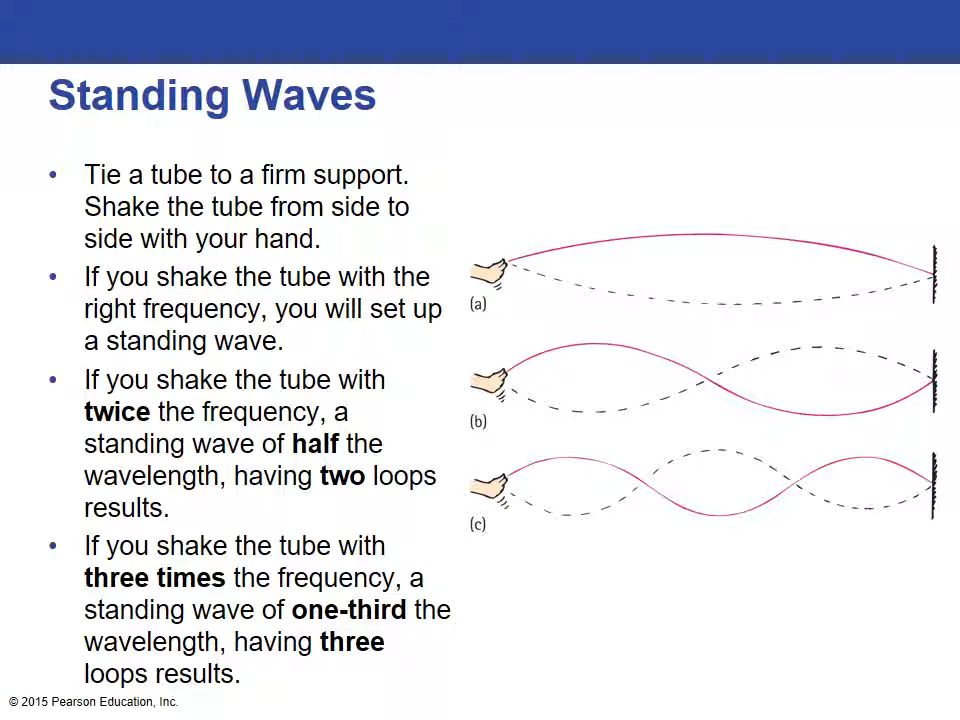 Standing Waves
• Tie a tube to a firm support.
Shake the tube from side to
side with your hand.
• If you shake the tube with the
right frequency, you will set up
a standing wave.
• If you shake the tube with
twice the frequency, a
standing wave of half the
wavelength, having two loops
results.
• If you shake the tube with
three times the frequency, a
standing wave of one-third the
wavelength, having three
loops results.
(a)
(b)
(c)
© 2015 Pearson Education, Inc.